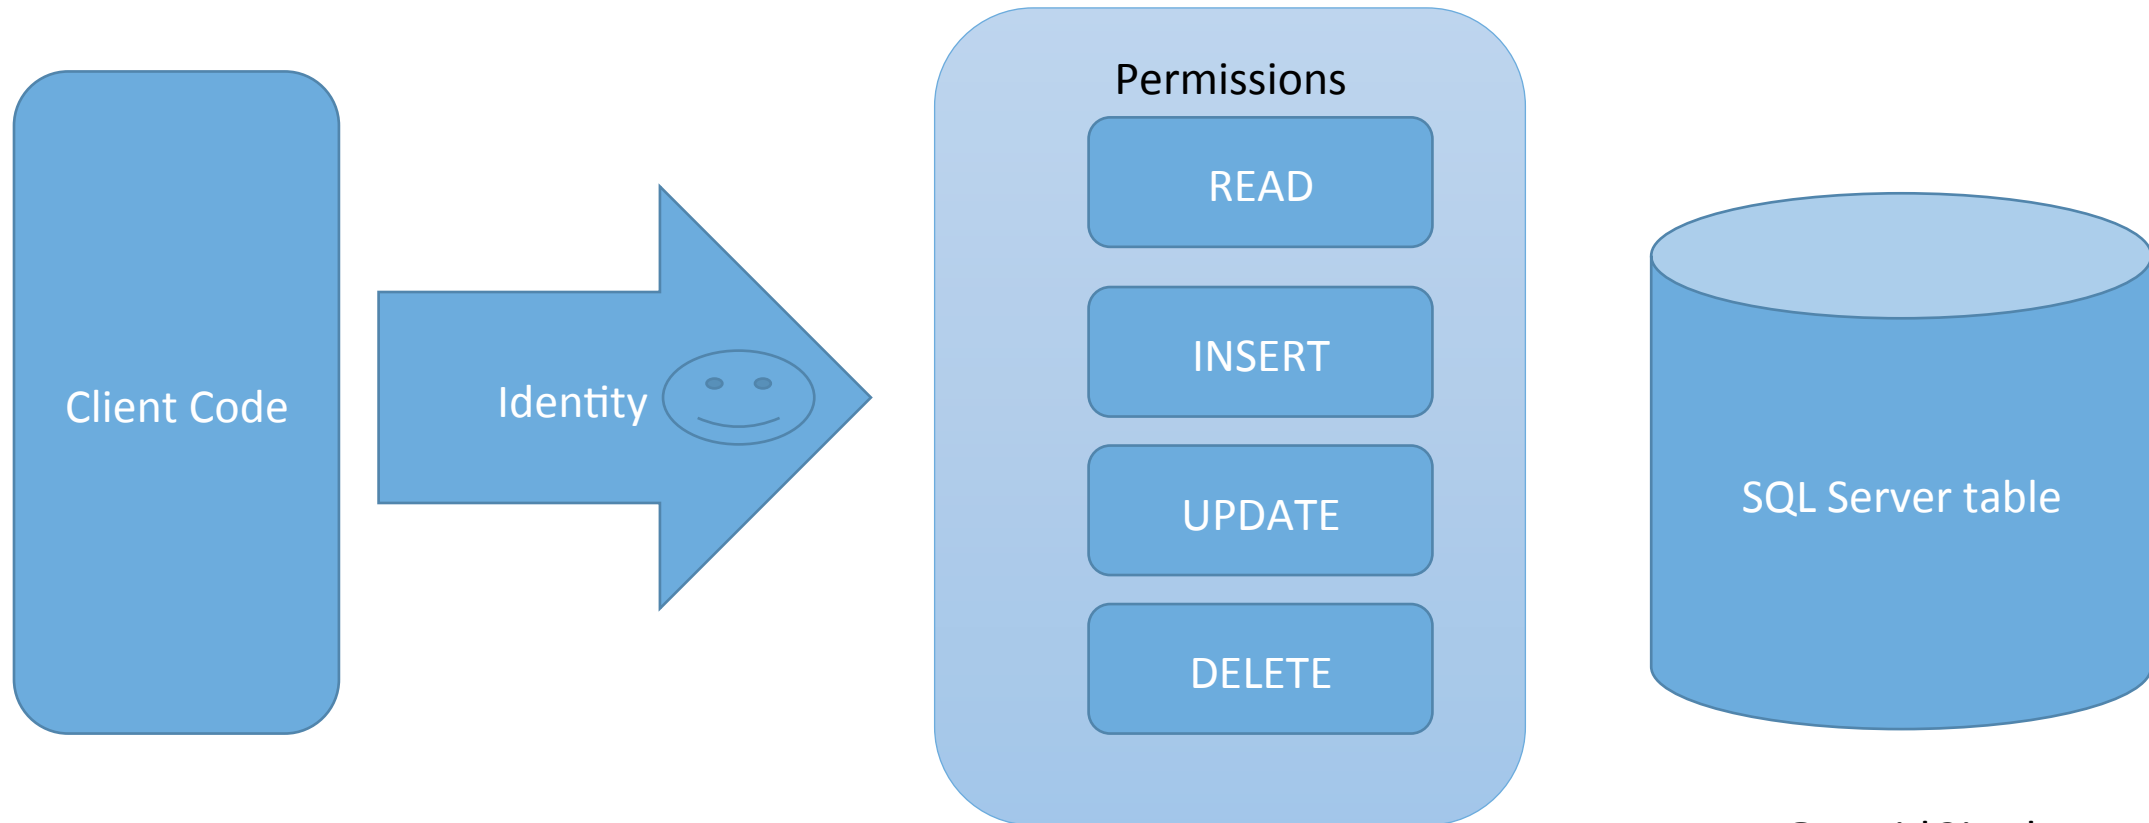 Client Code
Identity
Permissions
READ
INSERT
UPDATE
DELETE
SQL Server table